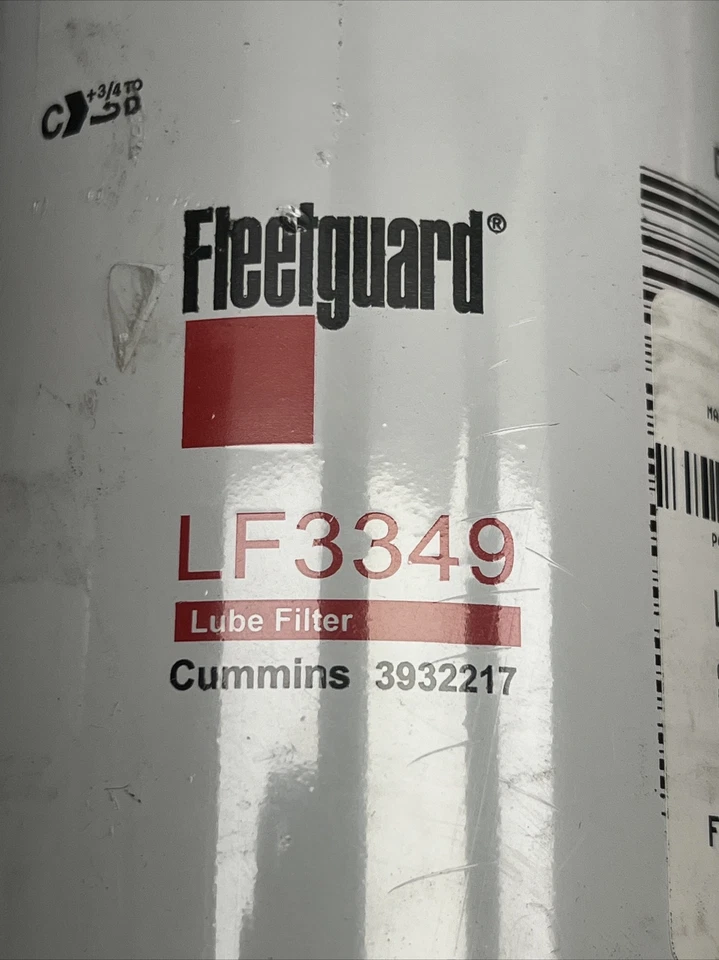 +3/4 TO
Fleetguard®
LF3349
Lube Filter
Cummins 3932217